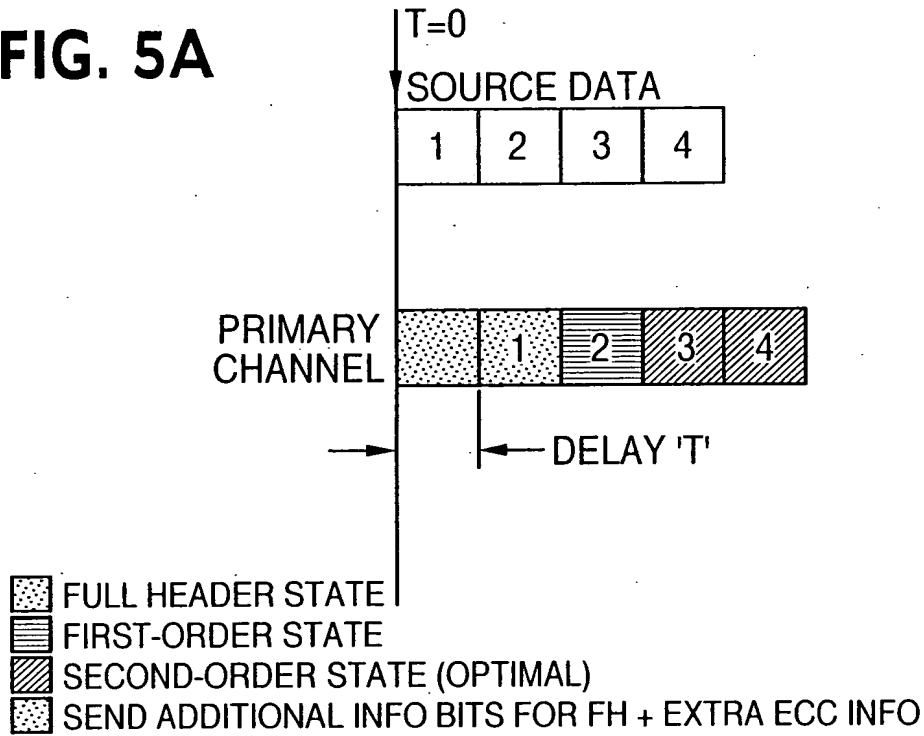 FIG. 5A
T=0
SOURCE DATA
1 2 3 4
PRIMARY
CHANNEL
1 2 3 4
DELAY 'T'
FULL HEADER STATE
FIRST-ORDER STATE
SECOND-ORDER STATE (OPTIMAL)
SEND ADDITIONAL INFO BITS FOR FH + EXTRA ECC INFO